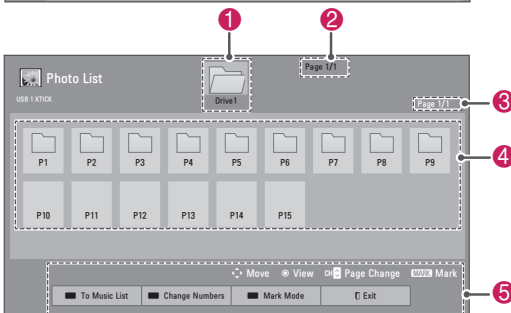 1
2
Page 1/1
Photo List
USB 1 XTICK
Drive1
Page 1/1
3
P1 P2 P3 P4 P5 P6 P7 P8 P9
4
P10 P11 P12 P13 P14 P15
Move View CH Page Change MARK Mark
To Music List Change Numbers Mark Mode Exit
5